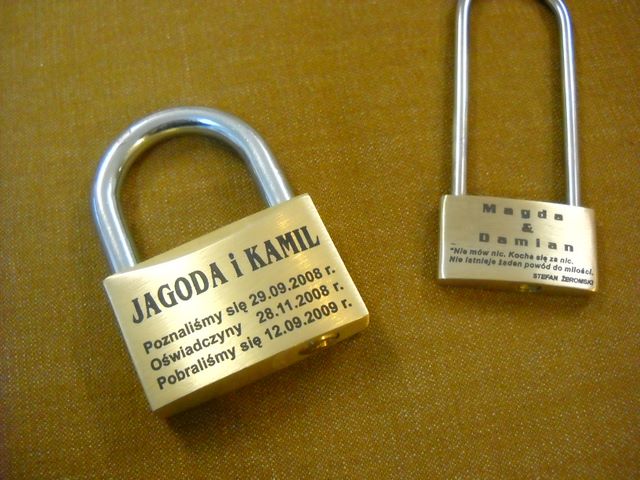 JAGODA i KAMIL
Poznaliśmy się 29.09.2008 r.
Oświadczyny 28.11.2008 r.
Pobraliśmy się 12.09.2009 r.
Magda
&
Damian
"Nie mów nic. Kocha się za nic.
Nie istnieje żaden powód do miłości.
STEFAN ŻEROMSKI